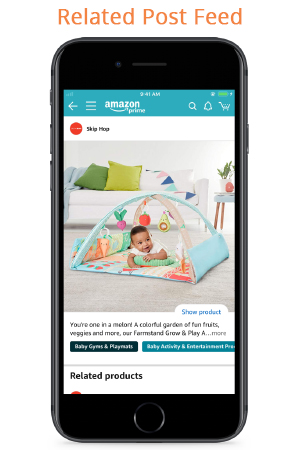 Related Post Feed
9:41 AM
amazon
prime
Skip Hop
Show product
You're one in a melon! A colorful garden of fun fruits,
veggies and more, our Farmstand Grow & Play A...more
Baby Gyms & Playmats
Baby Activity & Entertainment Pro
Related products